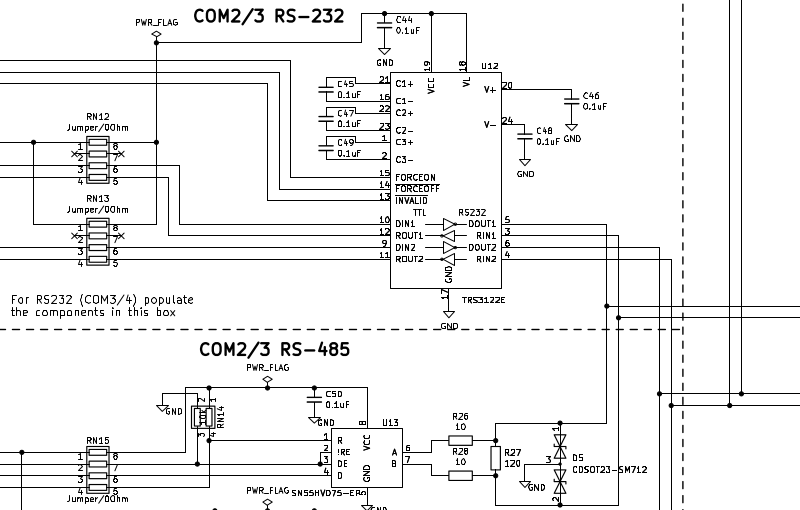 COM2/3 RS-232
PWR_FLAG
C44
0.1uF
GND
19
VCC
18
VL
U12
C45
0.1uF
21 C1+
16 C1-
C47
0.1uF
22 C2+
23 C2-
C49
0.1uF
1 C3+
2 C3-
V+ 20
V- 24
C46
0.1uF
GND
C48
0.1uF
GND
15 FORCEON
14 FORCEOFF
13 INVALID
TTL RS232
10 DIN1 DOUT1 5
12 ROUT1 RIN1 3
9 DIN2 DOUT2 6
11 ROUT2 RIN2 4
GND
17
TRS3122E
GND
RN12
Jumper/0Ohm
1 8
2 7
3 6
4 5
RN13
Jumper/0Ohm
1 8
2 7
3 6
4 5
For RS232 (COM3/4) populate
the components in this box
COM2/3 RS-485
PWR_FLAG
C50
0.1uF
GND
GND
2 1
10K
RN14
3 4
RN15
1 8
2 7
3 6
4 5
Jumper/0Ohm
U13
8
VCC
1 R
2 !RE
3 DE
4 D
A 6
B 7
GND
SN55HVD75-EP
GND
PWR_FLAG
R26
10
R28
10
R27
120
1
3
2
GND
D5
CDSOT23-SM712